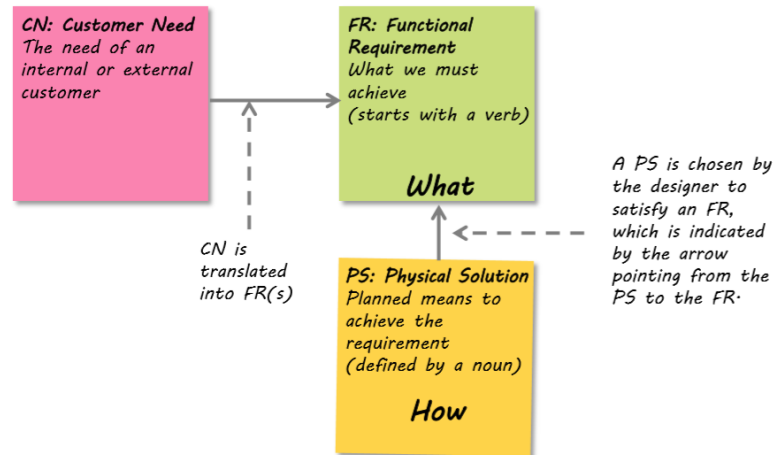 CN: Customer Need
The need of an
internal or external
customer
FR: Functional
Requirement
What we must
achieve
(starts with a verb)
What
CN is
translated
into FR(s)
A PS is chosen by
the designer to
satisfy an FR,
which is indicated
by the arrow
pointing from the
PS to the FR.
PS: Physical Solution
Planned means to
achieve the
requirement
(defined by a noun)
How